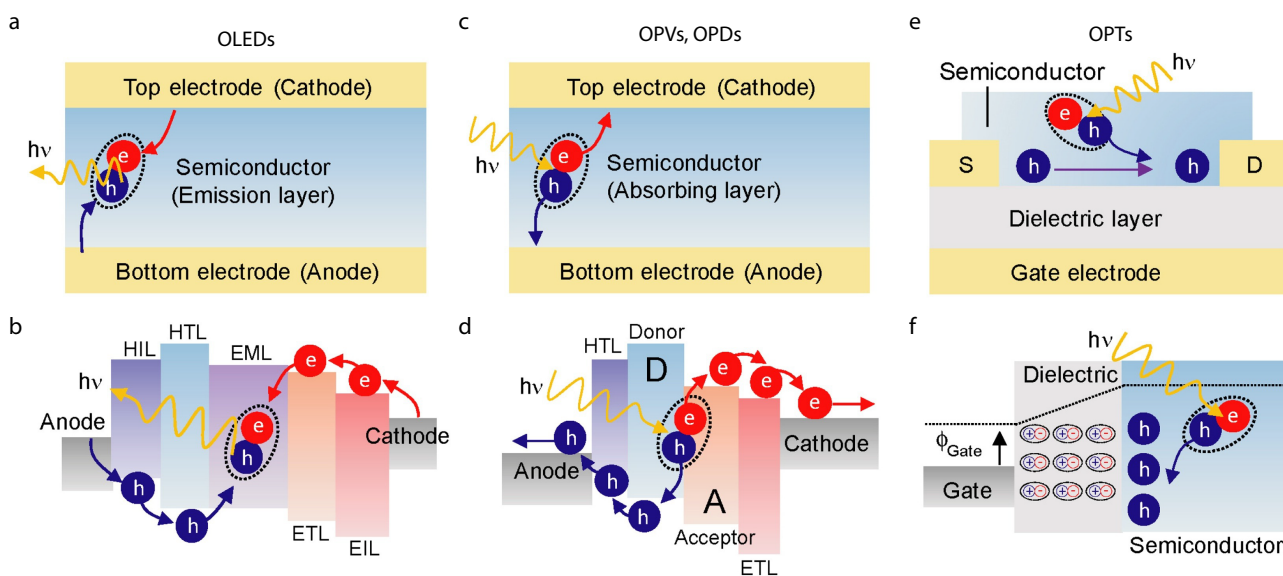 a
OLEDs
Top electrode (Cathode)
hν
e
h
Semiconductor
(Emission layer)
Bottom electrode (Anode)
b
HIL
HTL
EML
hν
Anode
h
h
e
h
e
e
Cathode
ETL
EIL
c
OPVs, OPDs
Top electrode (Cathode)
hν
e
h
Semiconductor
(Absorbing layer)
Bottom electrode (Anode)
d
HTL
Donor
D
hν
e
h
e
e
e
h
Anode
h
h
Cathode
A
Acceptor
ETL
e
OPTs
hν
Semiconductor
e
h
S
h
h
D
Dielectric layer
Gate electrode
f
hν
Dielectric
h
e
ϕGate
+ − + − + −
+ − + − + −
+ − + − + −
h
h
h
Gate
Semiconductor